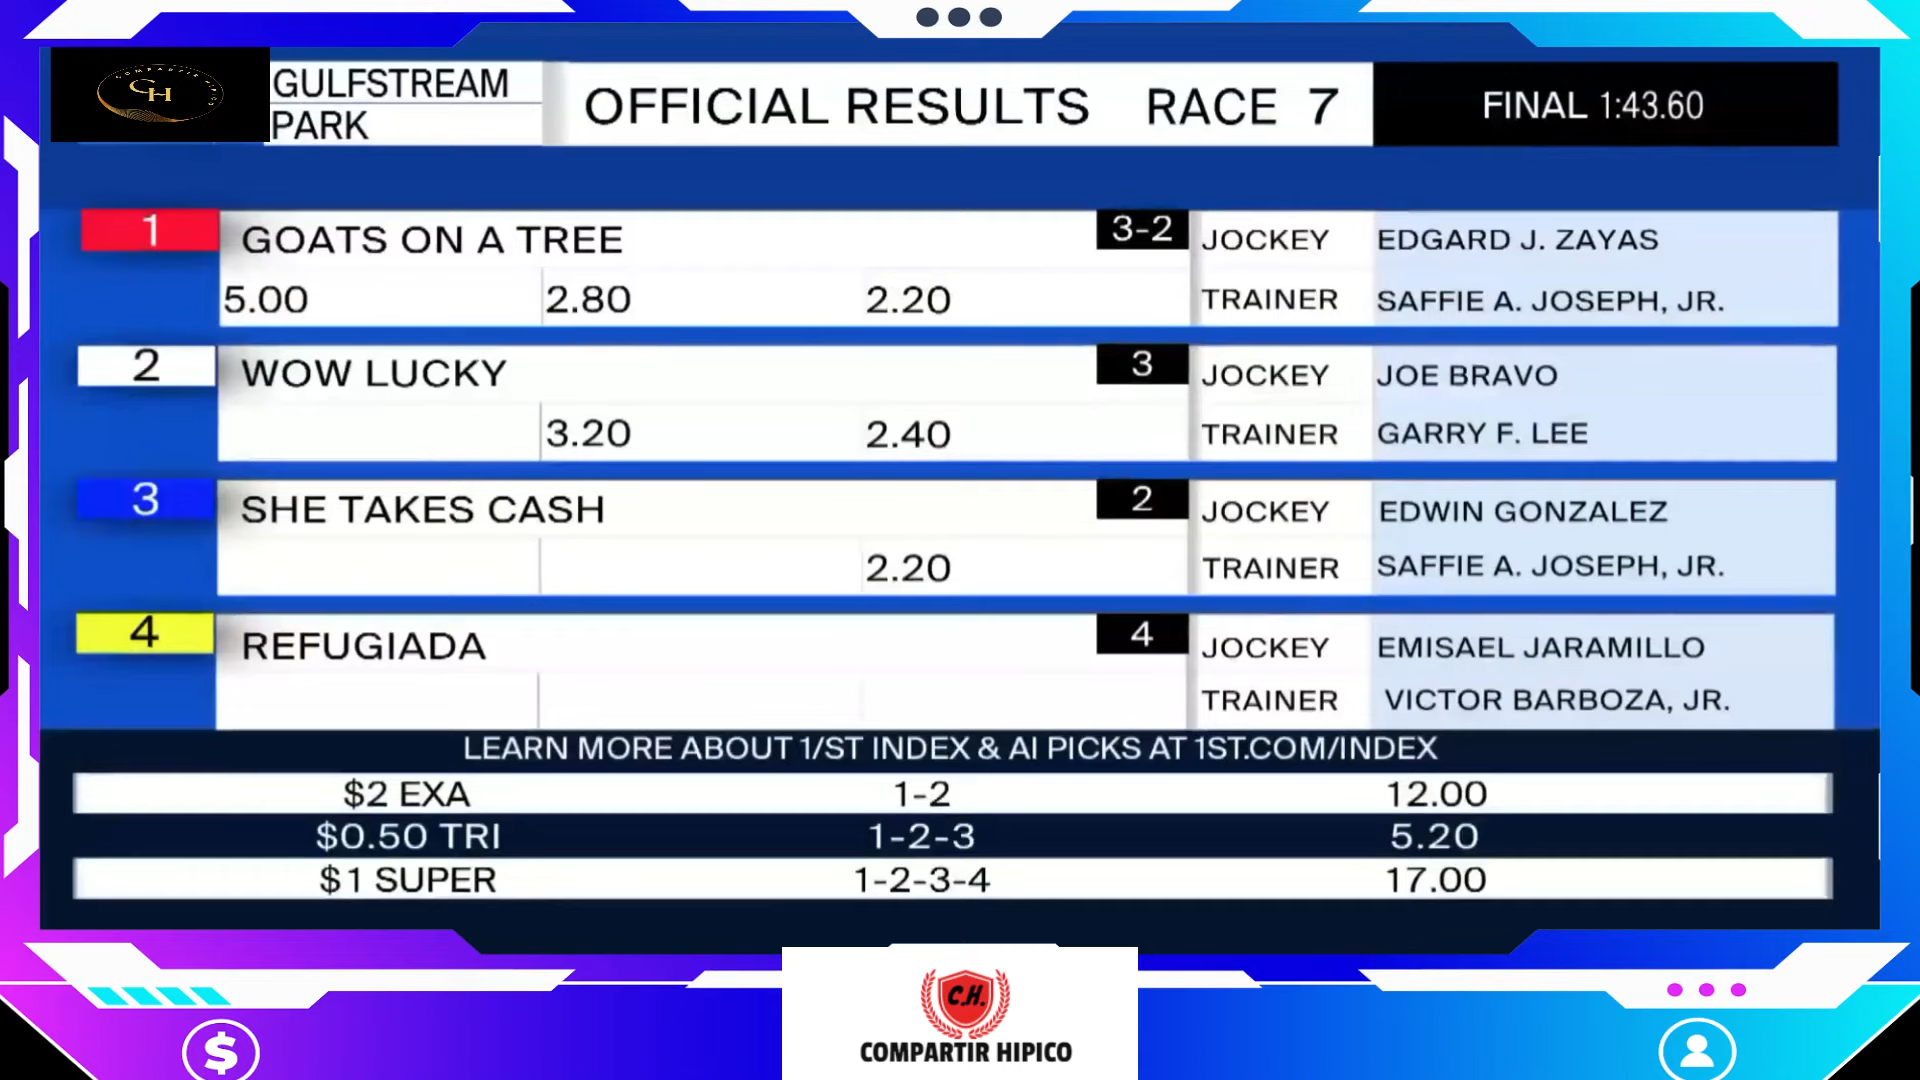 COMPARTIR HIPICO
CH
GULFSTREAM
PARK
OFFICIAL RESULTS RACE 7
FINAL 1:43.60
1 GOATS ON A TREE 3-2 JOCKEY EDGARD J. ZAYAS
5.00 2.80 2.20 TRAINER SAFFIE A. JOSEPH, JR.
2 WOW LUCKY 3 JOCKEY JOE BRAVO
3.20 2.40 TRAINER GARRY F. LEE
3 SHE TAKES CASH 2 JOCKEY EDWIN GONZALEZ
2.20 TRAINER SAFFIE A. JOSEPH, JR.
4 REFUGIADA 4 JOCKEY EMISAEL JARAMILLO
TRAINER VICTOR BARBOZA, JR.
LEARN MORE ABOUT 1/ST INDEX & AI PICKS AT 1ST.COM/INDEX
$2 EXA 1-2 12.00
$0.50 TRI 1-2-3 5.20
$1 SUPER 1-2-3-4 17.00
C.H.
COMPARTIR HIPICO
$